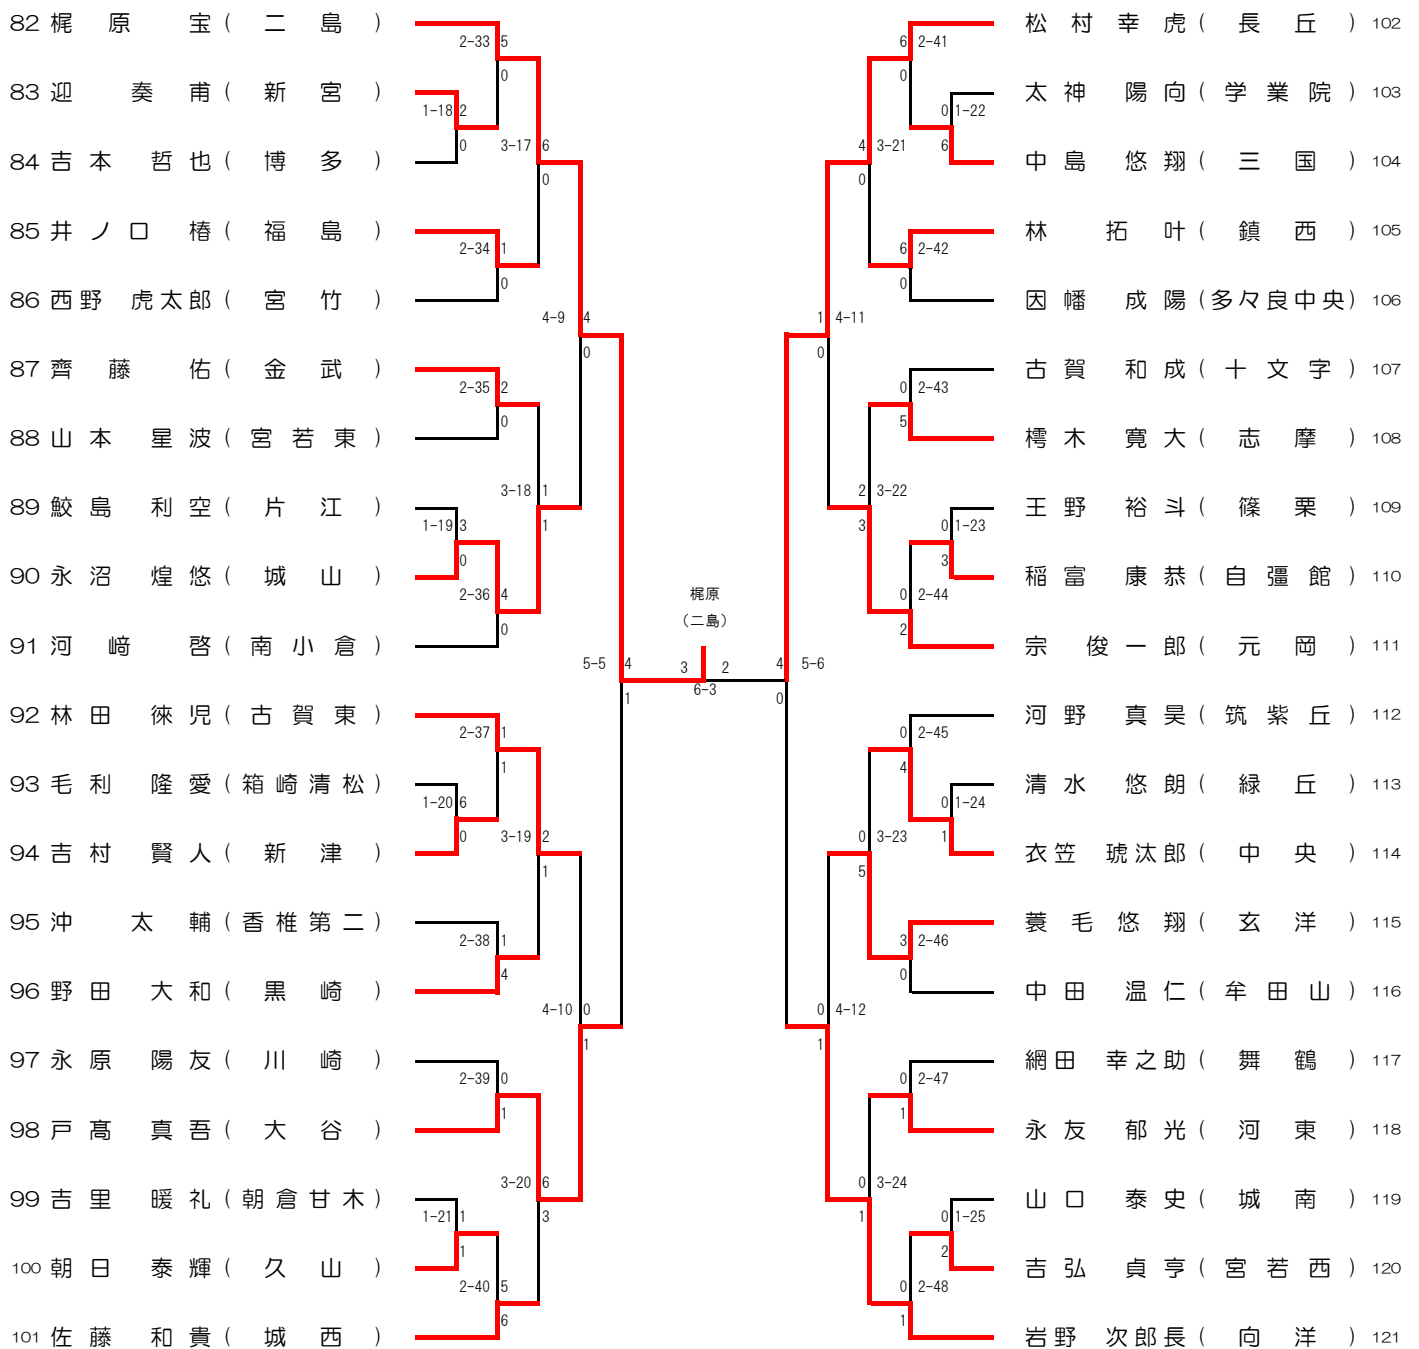 82 梶原 宝 ( 二島 )
83 迎 奏甫 ( 新宮 )
84 吉本 哲也 ( 博多 )
85 井ノ口 椿 ( 福島 )
86 西野 虎太郎 ( 宮竹 )
87 齊藤 佑 ( 金武 )
88 山本 星波 ( 宮若東 )
89 鮫島 利空 ( 片江 )
90 永沼 煌悠 ( 城山 )
91 河﨑 啓 ( 南小倉 )
92 林田 徠児 ( 古賀東 )
93 毛利 隆愛 ( 箱崎清松 )
94 吉村 賢人 ( 新津 )
95 沖 太輔 ( 香椎第二 )
96 野田 大和 ( 黒崎 )
97 永原 陽友 ( 川崎 )
98 戸髙 真吾 ( 大谷 )
99 吉里 暖礼 ( 朝倉甘木 )
100 朝日 泰輝 ( 久山 )
101 佐藤 和貴 ( 城西 )
2-33 5
0
1-18 2
0
3-17 6
0
2-34 1
0
4-9 4
0
2-35 2
0
3-18 1
1
1-19 3
0
2-36 4
0
5-5 4
1
2-37 1
1
1-20 6
0
3-19 2
1
2-38 1
4
4-10 0
1
2-39 0
1
3-20 6
3
1-21 1
1
2-40 5
6
梶原
(二島)
3 2
6-3
6 2-41
0
0 1-22
6
4 3-21
0
6 2-42
0
1 4-11
0
0 2-43
5
2 3-22
3
0 1-23
3
0 2-44
2
4 5-6
0
0 2-45
4
0 1-24
1
0 3-23
5
3 2-46
0
0 4-12
1
0 2-47
1
0 3-24
1
0 1-25
2
0 2-48
1
松村幸虎 ( 長丘 ) 102
太神 陽向 ( 学業院 ) 103
中島 悠翔 ( 三国 ) 104
林 拓叶 ( 鎮西 ) 105
因幡 成陽 (多々良中央) 106
古賀 和成 ( 十文字 ) 107
樗木 寛大 ( 志摩 ) 108
王野 裕斗 ( 篠栗 ) 109
稲富 康恭 ( 自彊館 ) 110
宗 俊一郎 ( 元岡 ) 111
河野 真昊 ( 筑紫丘 ) 112
清水 悠朗 ( 緑丘 ) 113
衣笠 琥汰郎 ( 中央 ) 114
蓑毛悠翔 ( 玄洋 ) 115
中田 温仁 ( 牟田山 ) 116
網田 幸之助 ( 舞鶴 ) 117
永友 郁光 ( 河東 ) 118
山口 泰史 ( 城南 ) 119
吉弘 貞亨 ( 宮若西 ) 120
岩野 次郎長 ( 向洋 ) 121